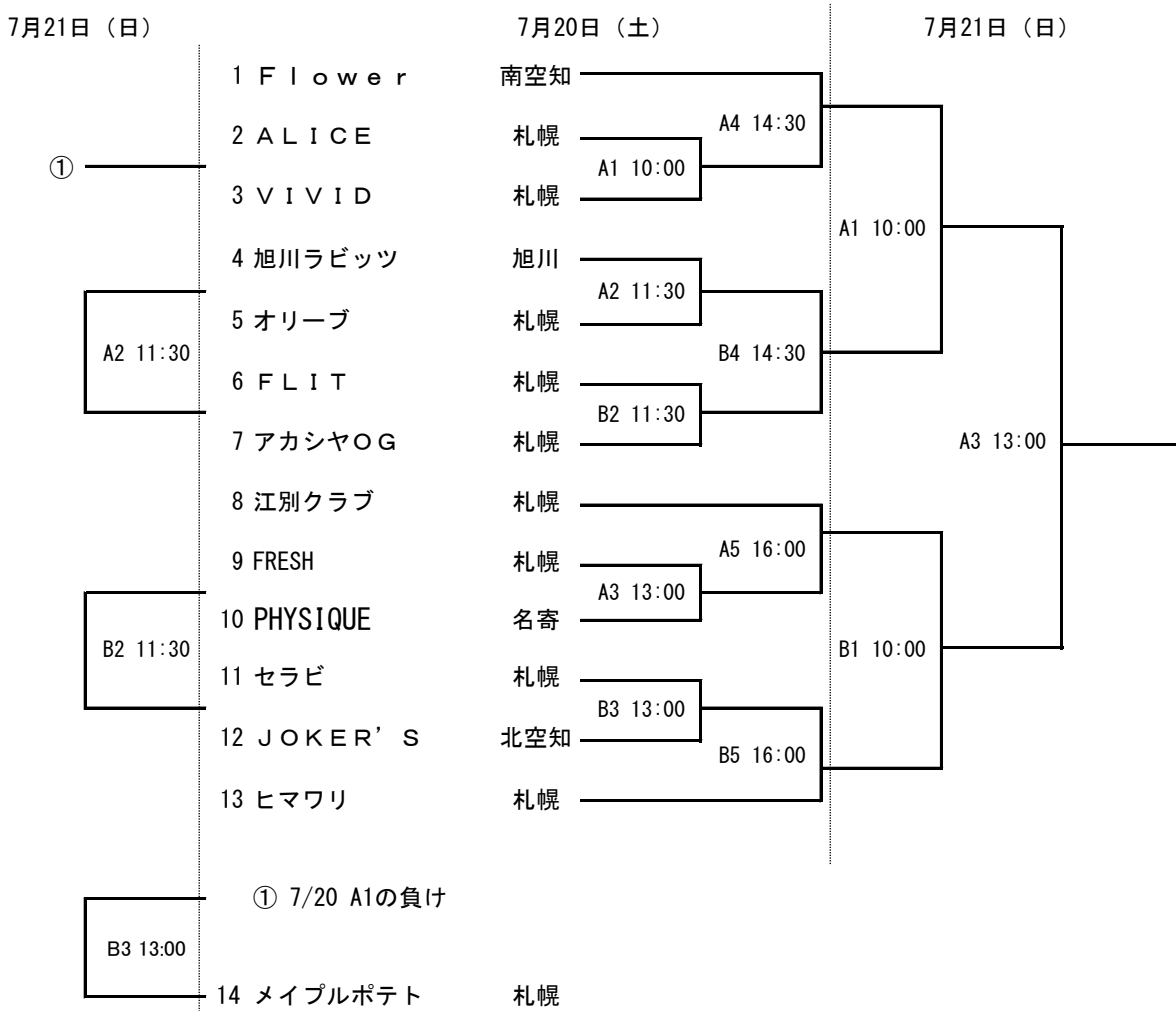 7月21日（日） 7月20日（土） 7月21日（日）
1 Ｆｌｏｗｅｒ 南空知
A4 14:30
2 ＡＬＩＣＥ 札幌
① A1 10:00
3 ＶＩＶＩＤ 札幌
A1 10:00
4 旭川ラビッツ 旭川
A2 11:30
5 オリーブ 札幌
A2 11:30 B4 14:30
6 ＦＬＩＴ 札幌
B2 11:30
7 アカシヤＯＧ 札幌
A3 13:00
8 江別クラブ 札幌
A5 16:00
9 FRESH 札幌
A3 13:00
10 PHYSIQUE 名寄
B2 11:30 B1 10:00
11 セラビ 札幌
B3 13:00
12 ＪＯＫＥＲ’Ｓ 北空知
B5 16:00
13 ヒマワリ 札幌
① 7/20 A1の負け
B3 13:00
14 メイプルポテト 札幌